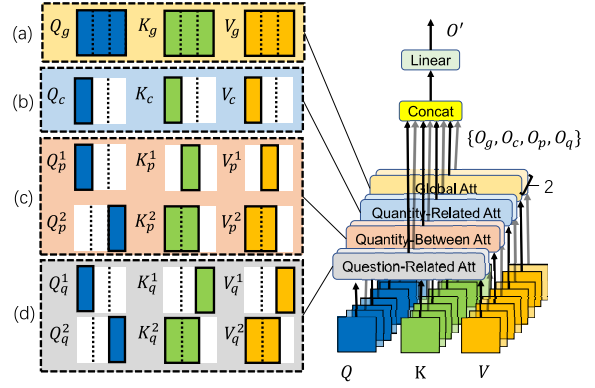 (a) Q_g K_g V_g
(b) Q_c K_c V_c
(c) Q_p^1 K_p^1 V_p^1
Q_p^2 K_p^2 V_p^2
(d) Q_q^1 K_q^1 V_q^1
Q_q^2 K_q^2 V_q^2
O'
Linear
Concat
{O_g, O_c, O_p, O_q}
Global Att
2
Quantity-Related Att
Quantity-Between Att
Question-Related Att
Q K V